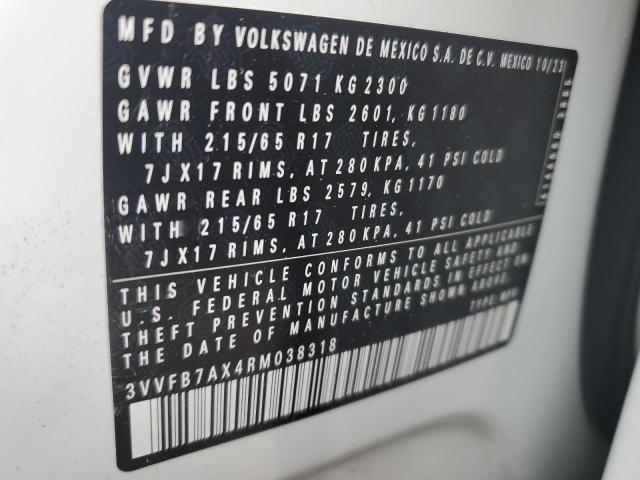 MFD BY VOLKSWAGEN DE MEXICO S.A. DE C.V. MEXICO 10/23
GVWR LBS 5071 KG 2300
GAWR FRONT LBS 2601, KG 1180
WITH 215/65 R17 TIRES,
7JX17 RIMS, AT 280 KPA, 41 PSI COLD
GAWR REAR LBS 2579, KG 1170
WITH 215/65 R17 TIRES,
7JX17 RIMS, AT 280 KPA, 41 PSI COLD
THIS VEHICLE CONFORMS TO ALL APPLICABLE
U.S. FEDERAL MOTOR VEHICLE SAFETY AND
THEFT PREVENTION STANDARDS IN EFFECT ON
THE DATE OF MANUFACTURE SHOWN ABOVE.
TYPE: MPV
3VVFB7AX4RM038318